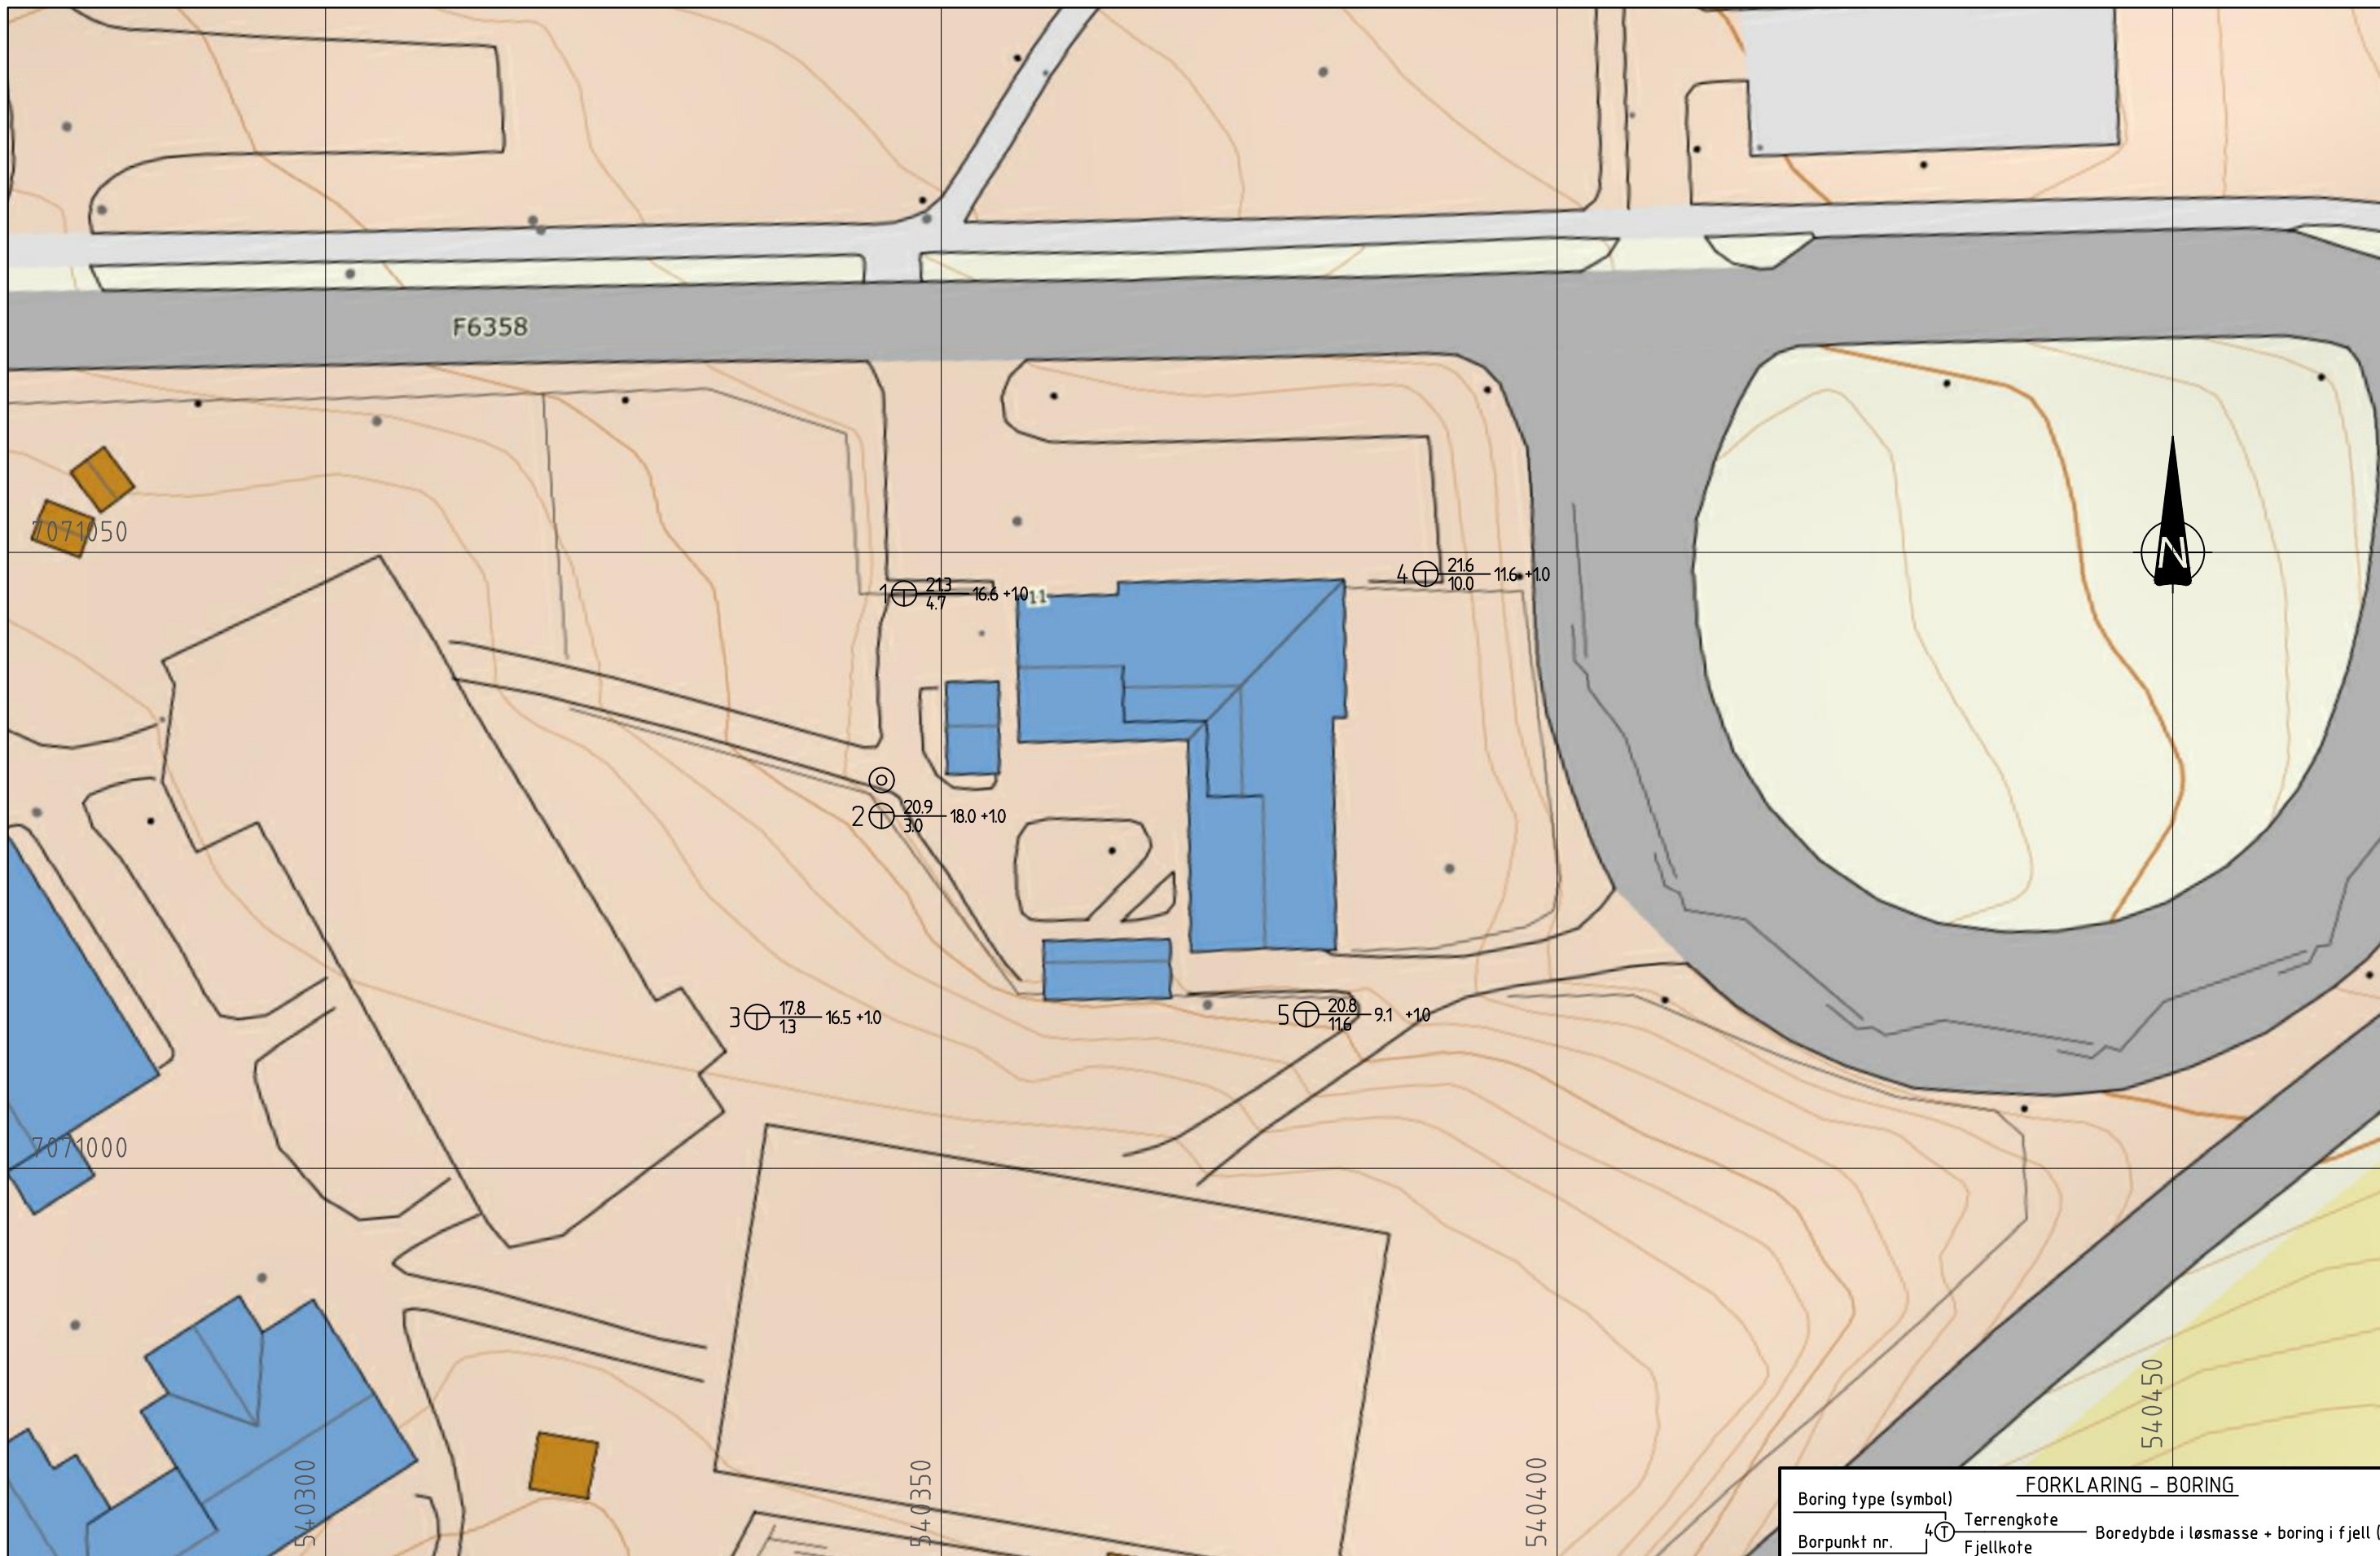 F6358
7071050
N
1 21.3 16.6 +1.0
4.7
11
4 21.6 11.6 +1.0
10.0
2 20.9 18.0 +1.0
3.0
3 17.8 16.5 +1.0
1.3
5 20.8 9.1 +1.0
11.6
7071000
540300
540350
540400
540450
FORKLARING - BORING
Boring type (symbol)
Terrengkote
4 T Boredybde i løsmasse + boring i fjell (
Borpunkt nr.
Fjellkote